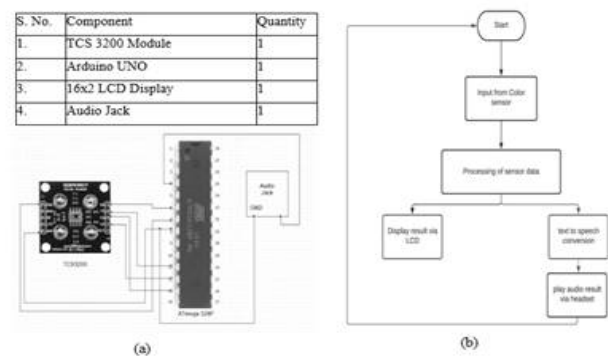 S. No. Component Quantity
1. TCS 3200 Module 1
2. Arduino UNO 1
3. 16x2 LCD Display 1
4. Audio Jack 1
Audio
Jack
GND
TCS3200
ATmega 328P
(a)
Start
Input from Color
sensor
Processing of sensor data
Display result via
LCD
text to speech
conversion
play audio result
via headset
(b)